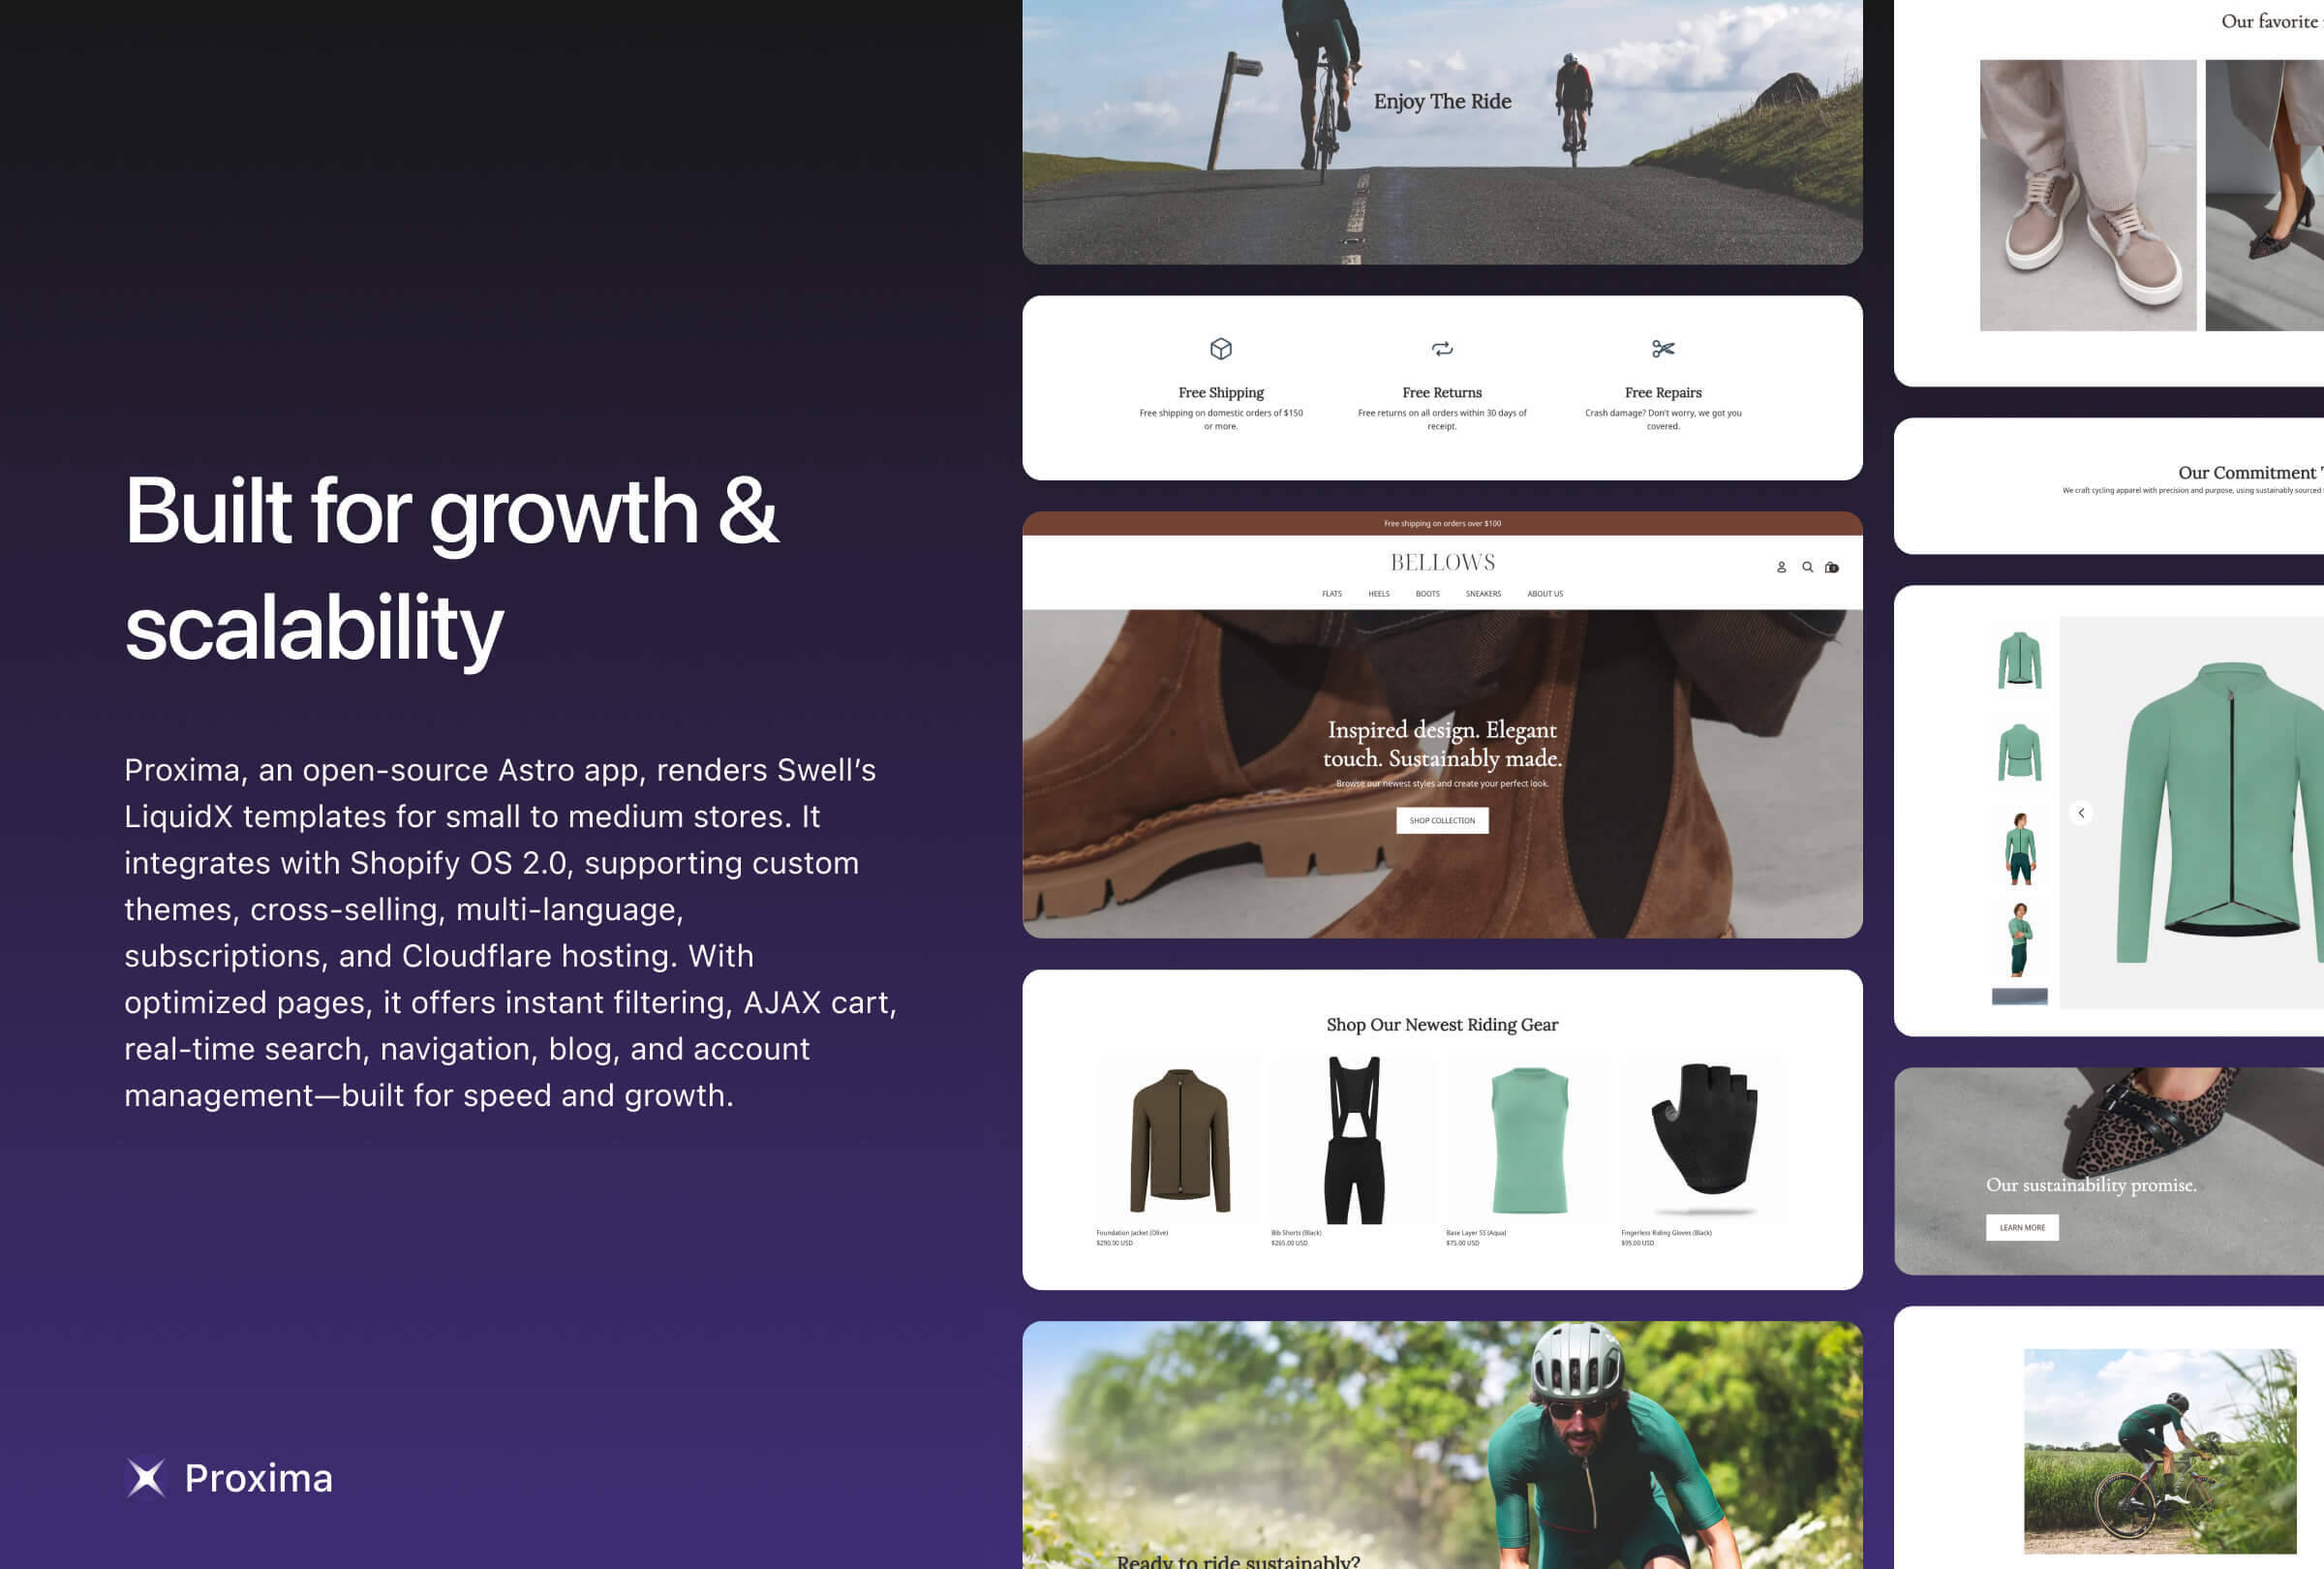 Built for growth &
scalability
Proxima, an open-source Astro app, renders Swell’s
LiquidX templates for small to medium stores. It
integrates with Shopify OS 2.0, supporting custom
themes, cross-selling, multi-language,
subscriptions, and Cloudflare hosting. With
optimized pages, it offers instant filtering, AJAX cart,
real-time search, navigation, blog, and account
management—built for speed and growth.
Proxima
Enjoy The Ride
Free Shipping
Free shipping on domestic orders of $150
or more.
Free Returns
Free returns on all orders within 30 days of
receipt.
Free Repairs
Crash damage? Don't worry, we got you
covered.
Free shipping on orders over $100
BELLOWS
FLATS HEELS BOOTS SNEAKERS ABOUT US
Inspired design. Elegant
touch. Sustainably made.
Browse our newest styles and create your perfect look.
SHOP COLLECTION
Shop Our Newest Riding Gear
Foundation Jacket (Olive)
$290.00 USD
Bib Shorts (Black)
$265.00 USD
Base Layer SS (Aqua)
$75.00 USD
Fingerless Riding Gloves (Black)
$95.00 USD
Ready to ride sustainably?
Our favorite
Our Commitment
We craft cycling apparel with precision and purpose, using sustainably sourced
Our sustainability promise.
LEARN MORE